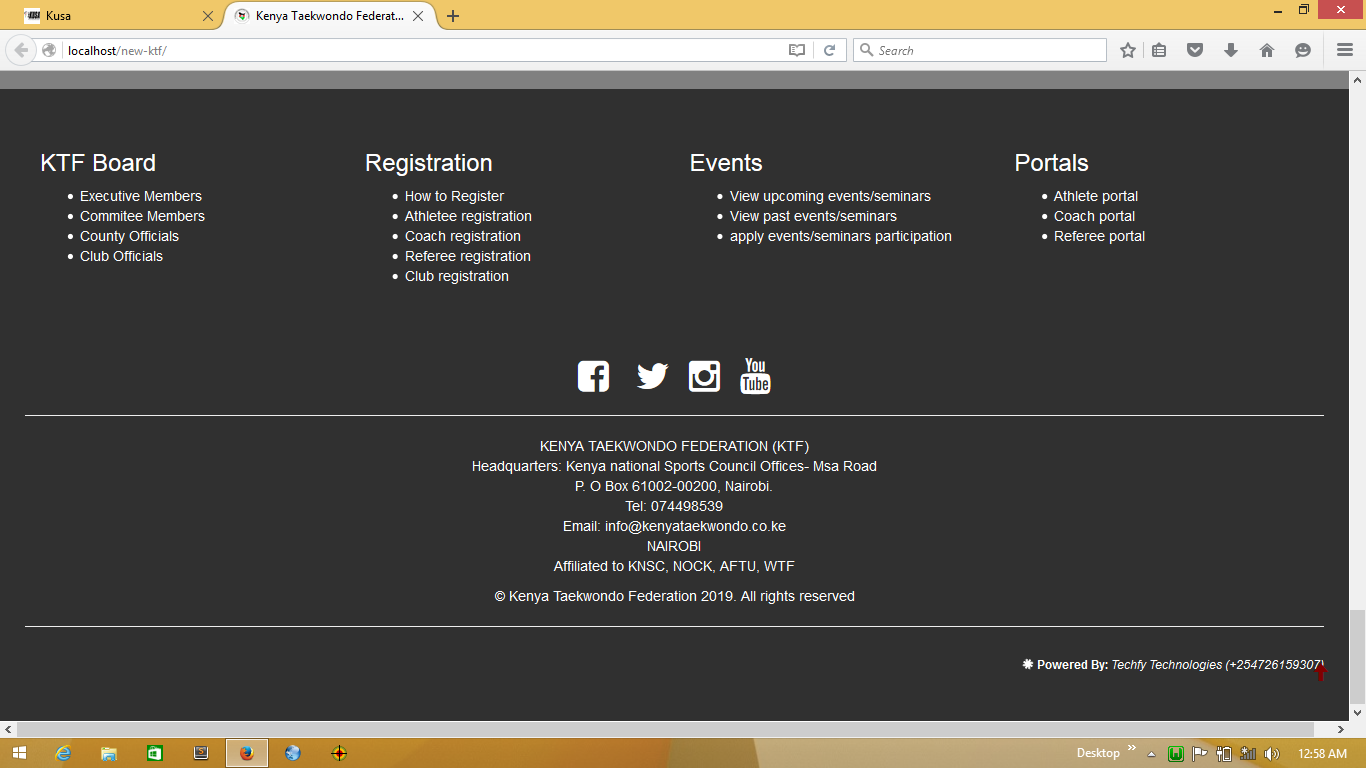 Kusa
Kenya Taekwondo Federat...
localhost/new-ktf/
Search
KTF Board
Executive Members
Commitee Members
County Officials
Club Officials
Registration
How to Register
Athletee registration
Coach registration
Referee registration
Club registration
Events
View upcoming events/seminars
View past events/seminars
apply events/seminars participation
Portals
Athlete portal
Coach portal
Referee portal
You
Tube
KENYA TAEKWONDO FEDERATION (KTF)
Headquarters: Kenya national Sports Council Offices- Msa Road
P. O Box 61002-00200, Nairobi.
Tel: 074498539
Email: info@kenyataekwondo.co.ke
NAIROBI
Affiliated to KNSC, NOCK, AFTU, WTF
© Kenya Taekwondo Federation 2019. All rights reserved
Powered By: Techfy Technologies (+254726159307)
Desktop
12:58 AM